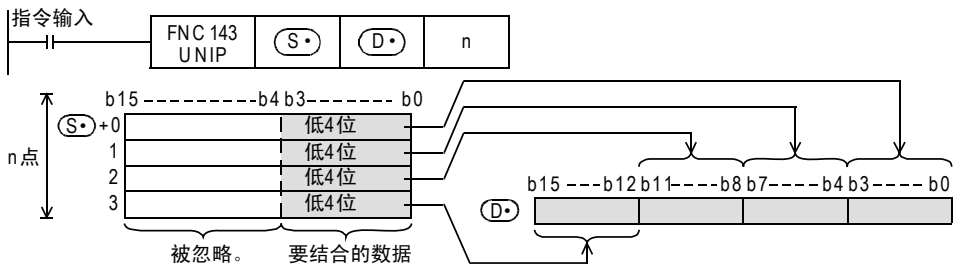 指令输入
FNC 143
UNIP
S•
D•
n
b15 ---------- b4 b3 -------- b0
S• +0 低4位
1 低4位
2 低4位
3 低4位
n点
被忽略。
要结合的数据
b15 ---b12 b11----b8 b7-----b4 b3----- b0
D•